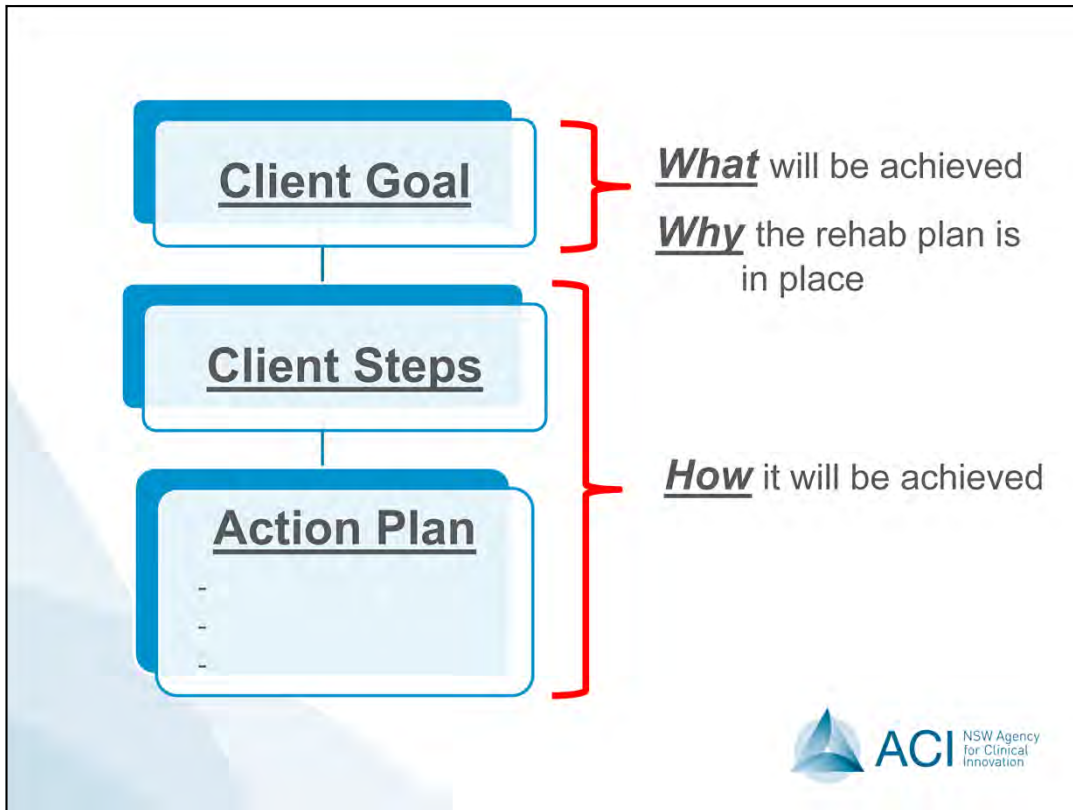 Client Goal
What will be achieved
Why the rehab plan is
in place
Client Steps
How it will be achieved
Action Plan
-
-
-
ACI NSW Agency
for Clinical
Innovation